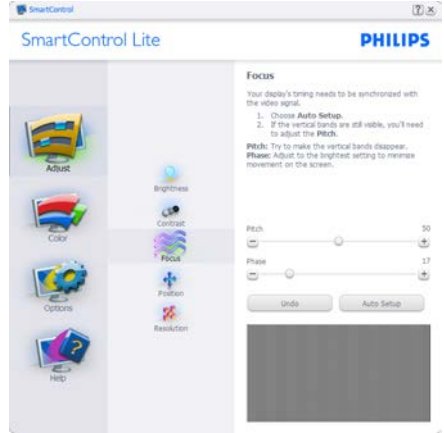 SmartControl
SmartControl Lite
PHILIPS
Adjust
Color
Options
Help
Brightness
Contrast
Focus
Position
Resolution
Focus
Your display's timing needs to be synchronized with
the video signal.
1. Choose Auto Setup.
2. If the vertical bands are still visible, you'll need
to adjust the Pitch.
Pitch: Try to make the vertical bands disappear.
Phase: Adjust to the brightest setting to minimize
movement on the screen.
Pitch 50
Phase 17
Undo Auto Setup